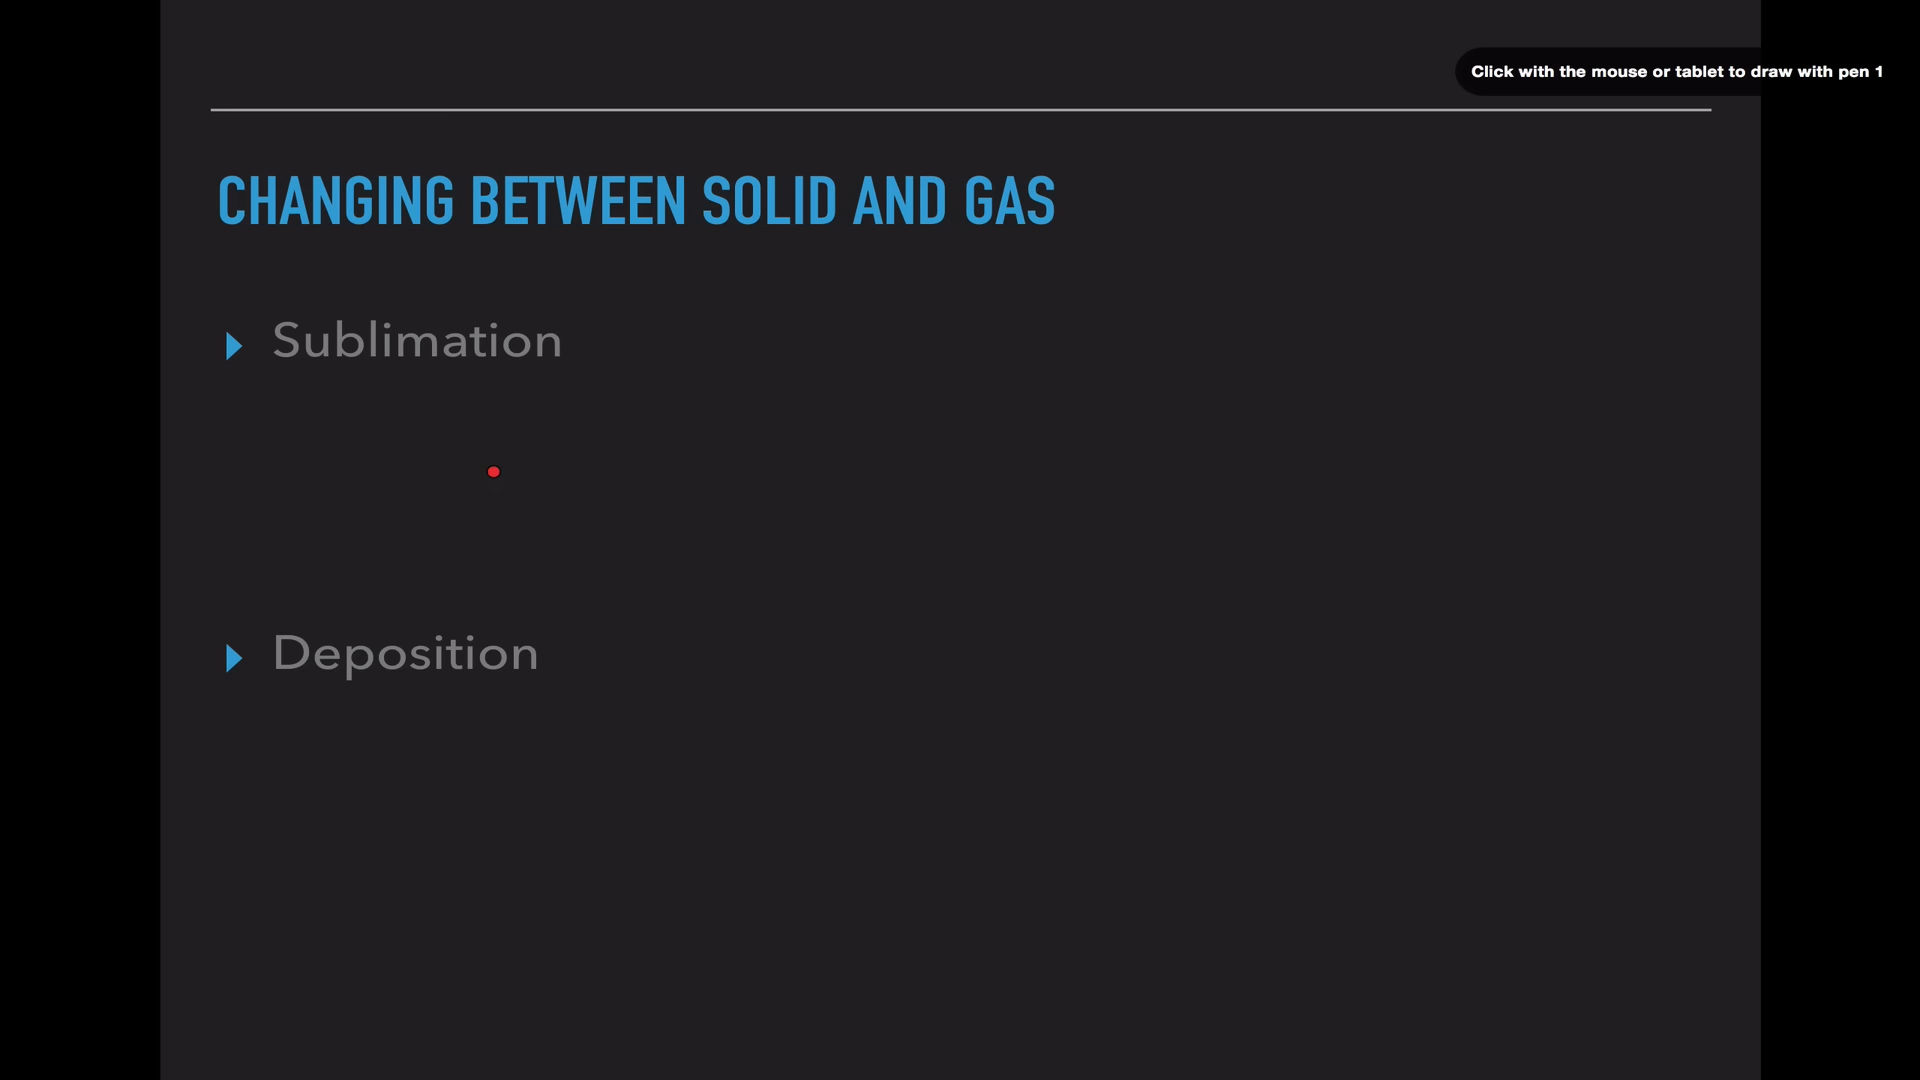 Click with the mouse or tablet to draw with pen 1
CHANGING BETWEEN SOLID AND GAS
Sublimation
Deposition